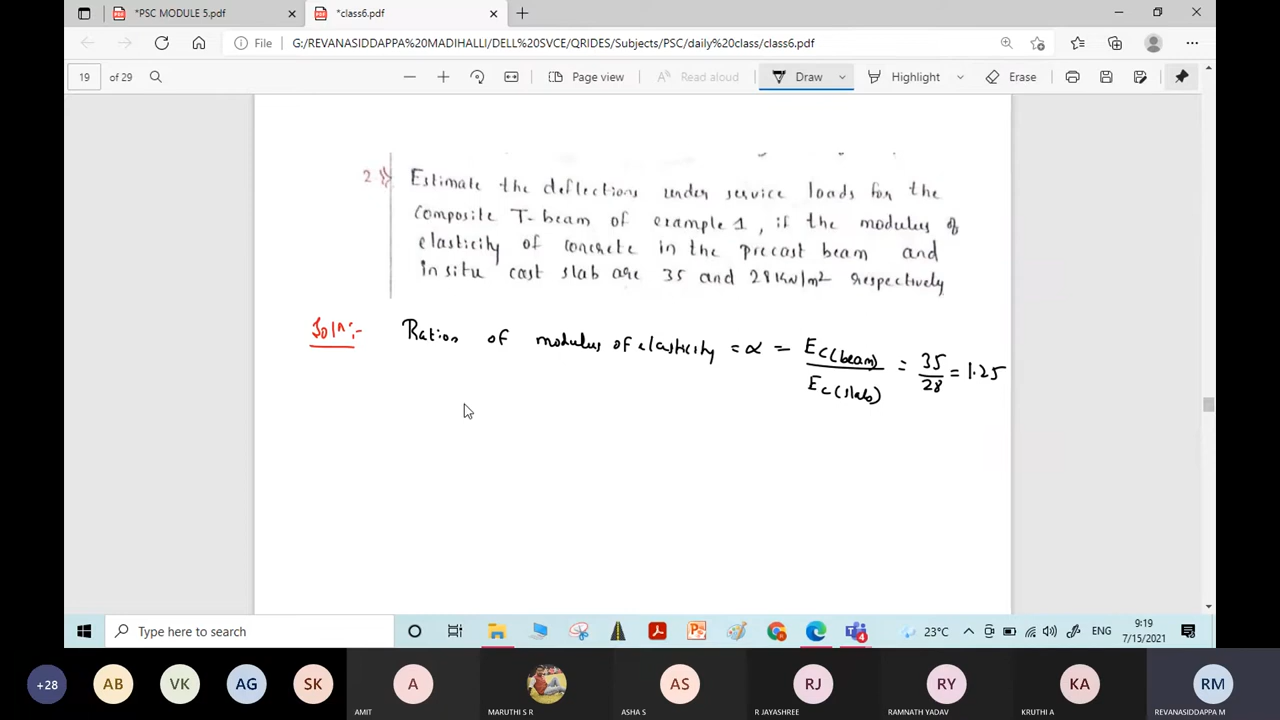 *PSC MODULE 5.pdf
*class6.pdf
File
G:/REVANASIDDAPPA%20MADIHALLI/DELL%20SVCE/QRIDES/Subjects/PSC/daily%20class/class6.pdf
19 of 29
Page view
Read aloud
Draw
Highlight
Erase
2
Estimate the deflections under service loads for the
composite T-beam of example 1, if the modulus of
elasticity of concrete in the precast beam and
insitu cast slab are 35 and 28 KN/m² respectively
Soln:-
Ration of modulus of elasticity = α = Ec(beam) / Ec(slab) = 35/28 = 1.25
Type here to search
4
23°C
ENG
9:19
7/15/2021
+28
AB
VK
AG
SK
A
AS
RJ
RY
KA
RM
AMIT
MARUTHI S R
ASHA S
R JAYASHREE
RAMNATH YADAV
KRUTHI A
REVANASIDDAPPA M